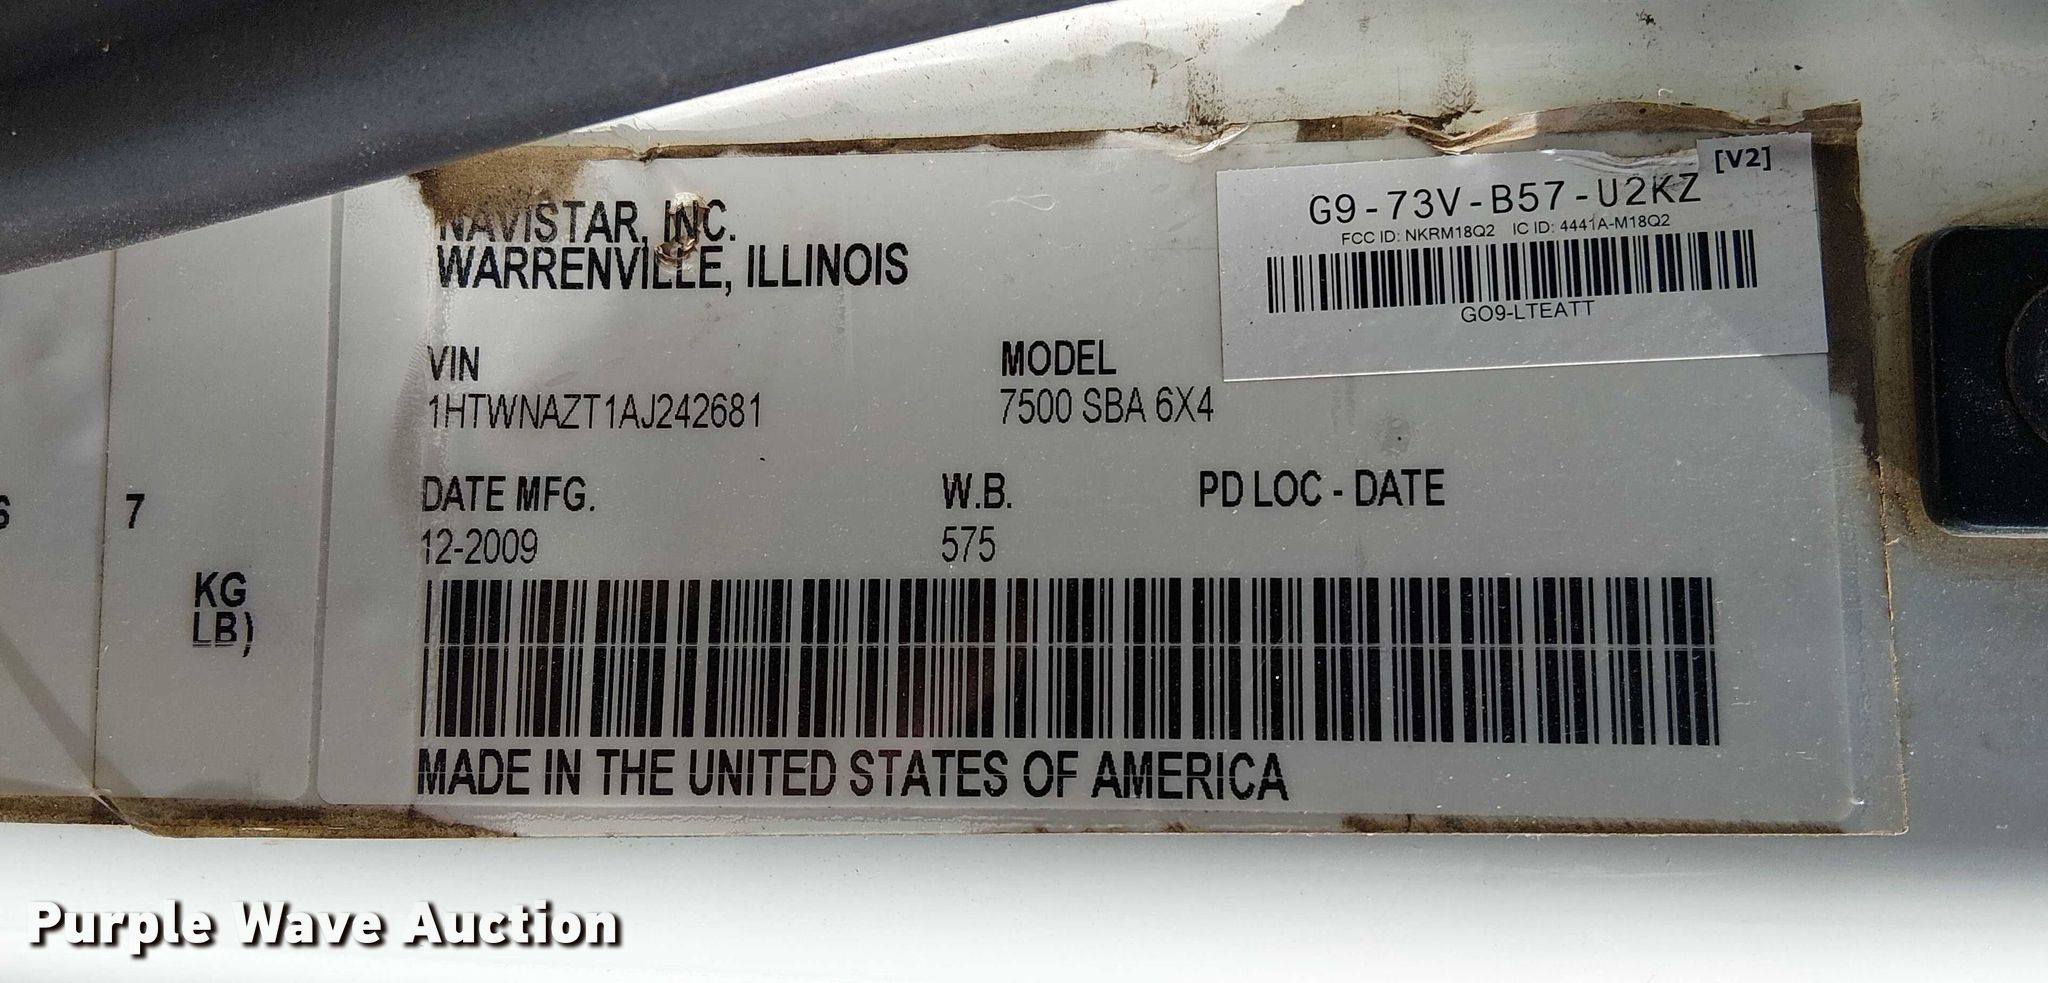 NAVISTAR, INC.
WARRENVILLE, ILLINOIS
[V2]
G9-73V-B57-U2KZ
FCC ID: NKRM18Q2 IC ID: 4441A-M18Q2
GO9-LTEATT
VIN
1HTWNAZT1AJ242681
MODEL
7500 SBA 6X4
DATE MFG.
12-2009
W.B.
575
PD LOC - DATE
7
KG
LB)
MADE IN THE UNITED STATES OF AMERICA
Purple Wave Auction